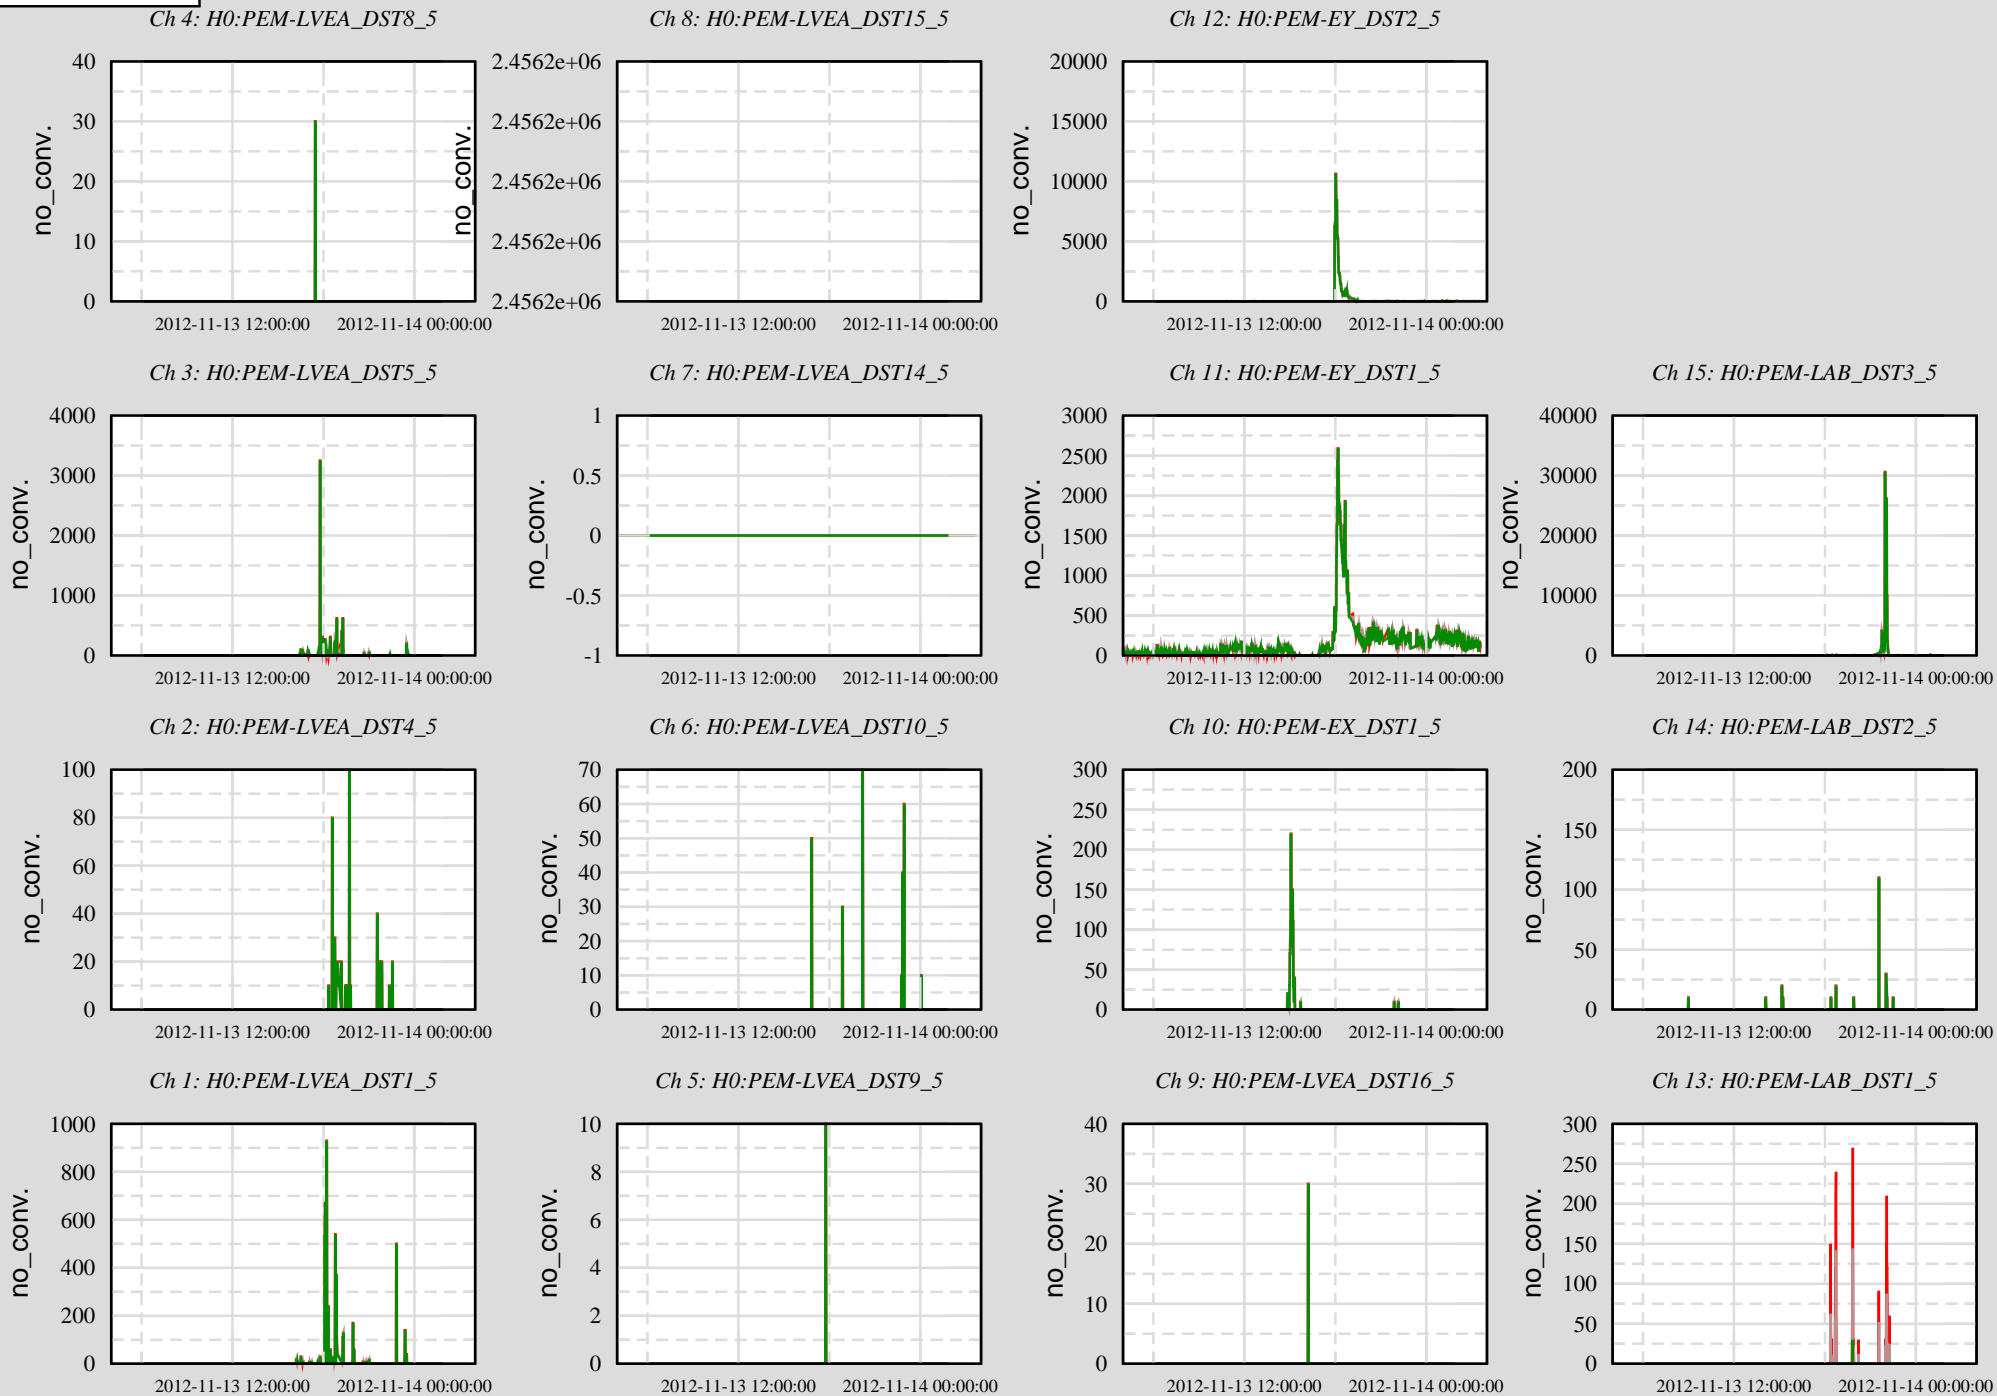 Ch 4: H0:PEM-LVEA_DST8_5
no_conv.
40
30
20
10
0
2012-11-13 12:00:00 2012-11-14 00:00:00
Ch 8: H0:PEM-LVEA_DST15_5
no_conv.
2.4562e+06
2.4562e+06
2.4562e+06
2.4562e+06
2.4562e+06
2012-11-13 12:00:00 2012-11-14 00:00:00
Ch 12: H0:PEM-EY_DST2_5
no_conv.
20000
15000
10000
5000
0
2012-11-13 12:00:00 2012-11-14 00:00:00
Ch 3: H0:PEM-LVEA_DST5_5
no_conv.
4000
3000
2000
1000
0
2012-11-13 12:00:00 2012-11-14 00:00:00
Ch 7: H0:PEM-LVEA_DST14_5
no_conv.
1
0.5
0
-0.5
-1
2012-11-13 12:00:00 2012-11-14 00:00:00
Ch 11: H0:PEM-EY_DST1_5
no_conv.
3000
2500
2000
1500
1000
500
0
2012-11-13 12:00:00 2012-11-14 00:00:00
Ch 15: H0:PEM-LAB_DST3_5
no_conv.
40000
30000
20000
10000
0
2012-11-13 12:00:00 2012-11-14 00:00:00
Ch 2: H0:PEM-LVEA_DST4_5
no_conv.
100
80
60
40
20
0
2012-11-13 12:00:00 2012-11-14 00:00:00
Ch 6: H0:PEM-LVEA_DST10_5
no_conv.
70
60
50
40
30
20
10
0
2012-11-13 12:00:00 2012-11-14 00:00:00
Ch 10: H0:PEM-EX_DST1_5
no_conv.
300
250
200
150
100
50
0
2012-11-13 12:00:00 2012-11-14 00:00:00
Ch 14: H0:PEM-LAB_DST2_5
no_conv.
200
150
100
50
0
2012-11-13 12:00:00 2012-11-14 00:00:00
Ch 1: H0:PEM-LVEA_DST1_5
no_conv.
1000
800
600
400
200
0
2012-11-13 12:00:00 2012-11-14 00:00:00
Ch 5: H0:PEM-LVEA_DST9_5
no_conv.
10
8
6
4
2
0
2012-11-13 12:00:00 2012-11-14 00:00:00
Ch 9: H0:PEM-LVEA_DST16_5
no_conv.
40
30
20
10
0
2012-11-13 12:00:00 2012-11-14 00:00:00
Ch 13: H0:PEM-LAB_DST1_5
no_conv.
300
250
200
150
100
50
0
2012-11-13 12:00:00 2012-11-14 00:00:00